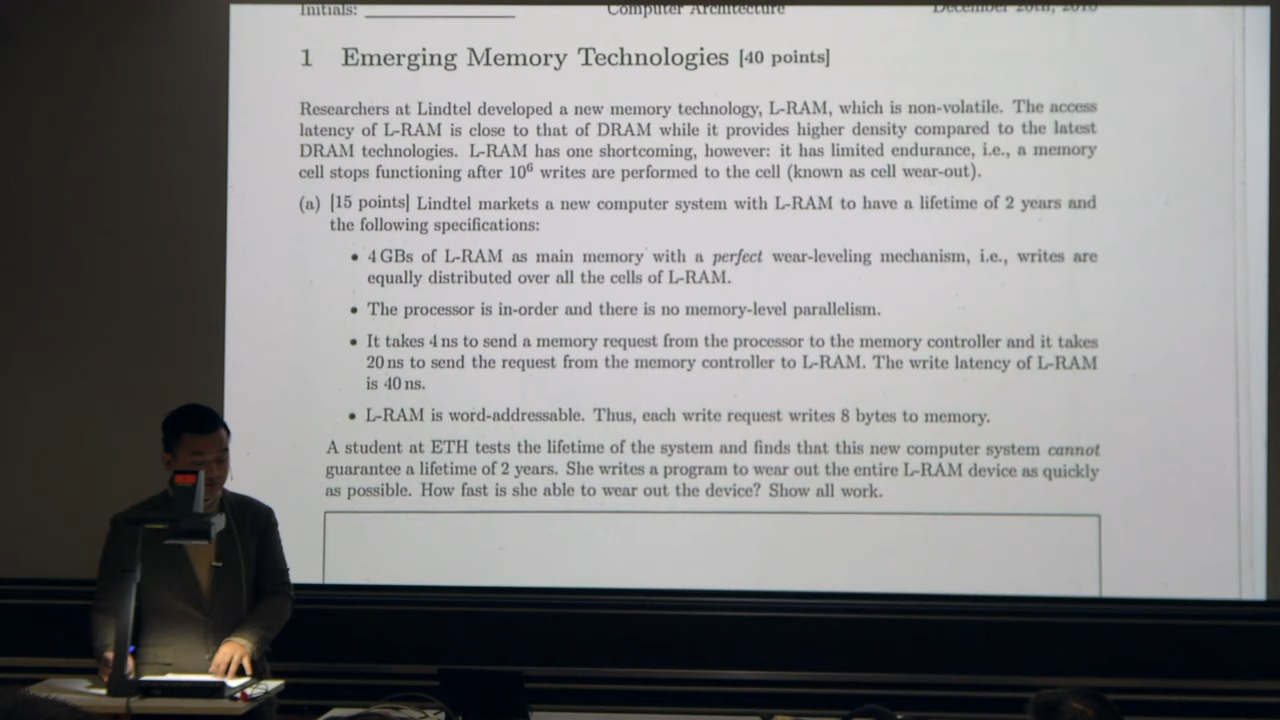 Initials:
Computer Architecture
December 20th, 2018
1 Emerging Memory Technologies [40 points]
Researchers at Lindtel developed a new memory technology, L-RAM, which is non-volatile. The access
latency of L-RAM is close to that of DRAM while it provides higher density compared to the latest
DRAM technologies. L-RAM has one shortcoming, however: it has limited endurance, i.e., a memory
cell stops functioning after 10⁶ writes are performed to the cell (known as cell wear-out).
(a) [15 points] Lindtel markets a new computer system with L-RAM to have a lifetime of 2 years and
the following specifications:
• 4 GBs of L-RAM as main memory with a perfect wear-leveling mechanism, i.e., writes are
equally distributed over all the cells of L-RAM.
• The processor is in-order and there is no memory-level parallelism.
• It takes 4 ns to send a memory request from the processor to the memory controller and it takes
20 ns to send the request from the memory controller to L-RAM. The write latency of L-RAM
is 40 ns.
• L-RAM is word-addressable. Thus, each write request writes 8 bytes to memory.
A student at ETH tests the lifetime of the system and finds that this new computer system cannot
guarantee a lifetime of 2 years. She writes a program to wear out the entire L-RAM device as quickly
as possible. How fast is she able to wear out the device? Show all work.